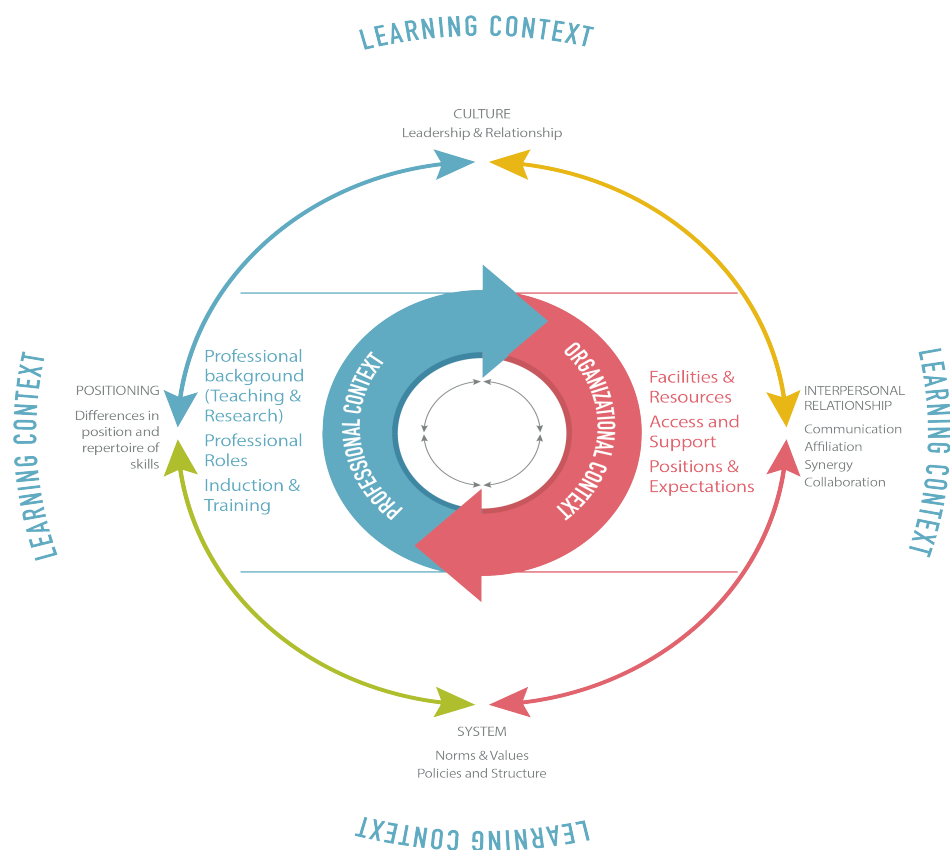 LEARNING CONTEXT
CULTURE
Leadership & Relationship
LEARNING CONTEXT
POSITIONING
Differences in
position and
repertoire of
skills
Professional
background
(Teaching &
Research)
Professional
Roles
Induction &
Training
PROFESSIONAL CONTEXT
ORGANIZATIONAL CONTEXT
Facilities &
Resources
Access and
Support
Positions &
Expectations
INTERPERSONAL
RELATIONSHIP
Communication
Affiliation
Synergy
Collaboration
LEARNING CONTEXT
SYSTEM
Norms & Values
Policies and Structure
LEARNING CONTEXT